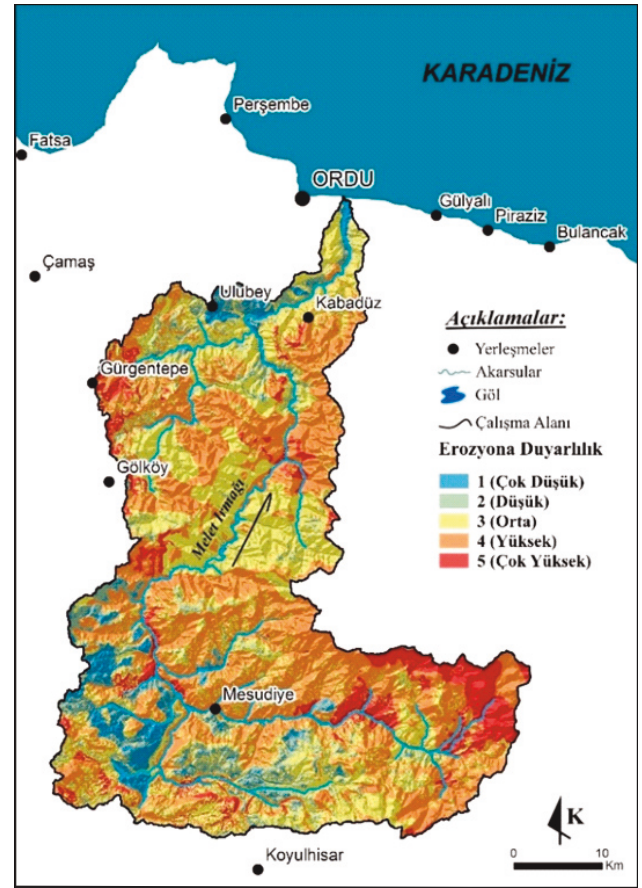 KARADENİZ
Perşembe
Fatsa
ORDU
Gülyalı
Piraziz
Bulancak
Çamaş
Ulubey
Kabadüz
Açıklamalar:
Yerleşmeler
Akarsular
Göl
Çalışma Alanı
Erozyona Duyarlılık
1 (Çok Düşük)
2 (Düşük)
3 (Orta)
4 (Yüksek)
5 (Çok Yüksek)
Gürgentepe
Gölköy
Melet Irmağı
Mesudiye
K
0 10
Km
Koyulhisar